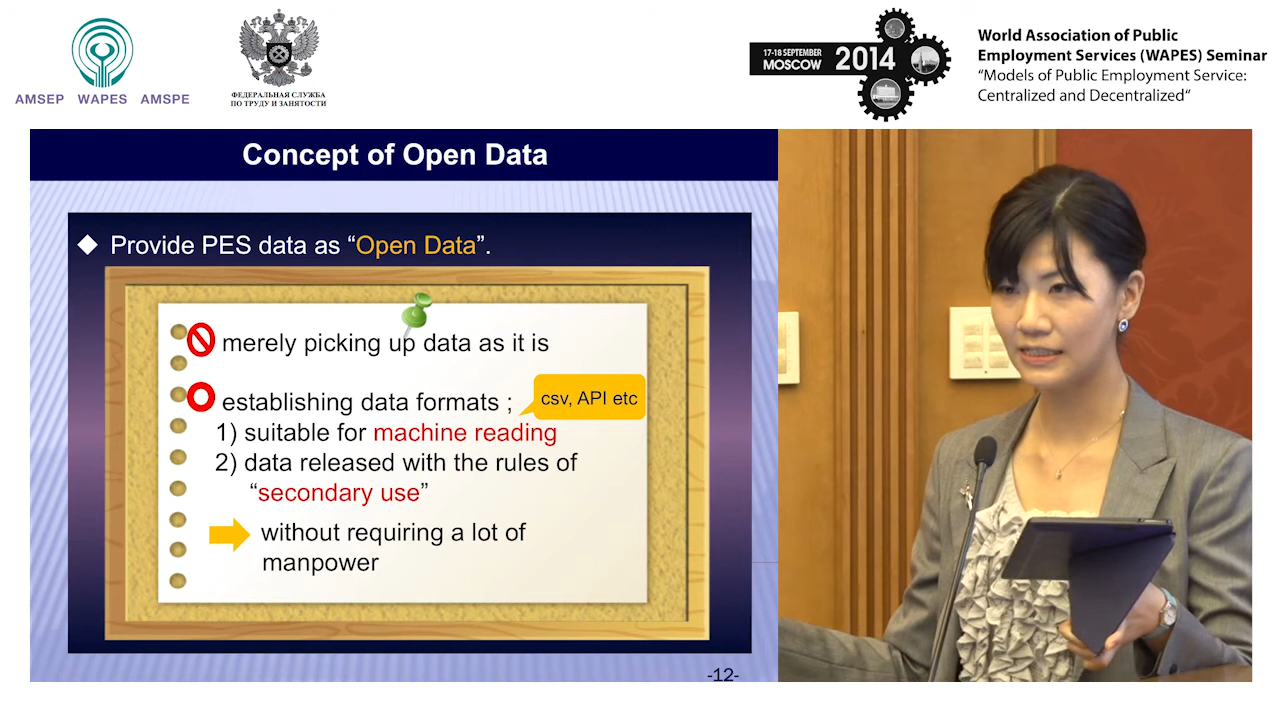 AMSEP WAPES AMSPE
ФЕДЕРАЛЬНАЯ СЛУЖБА
ПО ТРУДУ И ЗАНЯТОСТИ
17-18 SEPTEMBER
MOSCOW
2014
World Association of Public
Employment Services (WAPES) Seminar
"Models of Public Employment Service:
Centralized and Decentralized"
Concept of Open Data
Provide PES data as “Open Data”.
merely picking up data as it is
establishing data formats ;
csv, API etc
1) suitable for machine reading
2) data released with the rules of
“secondary use”
without requiring a lot of
manpower
-12-